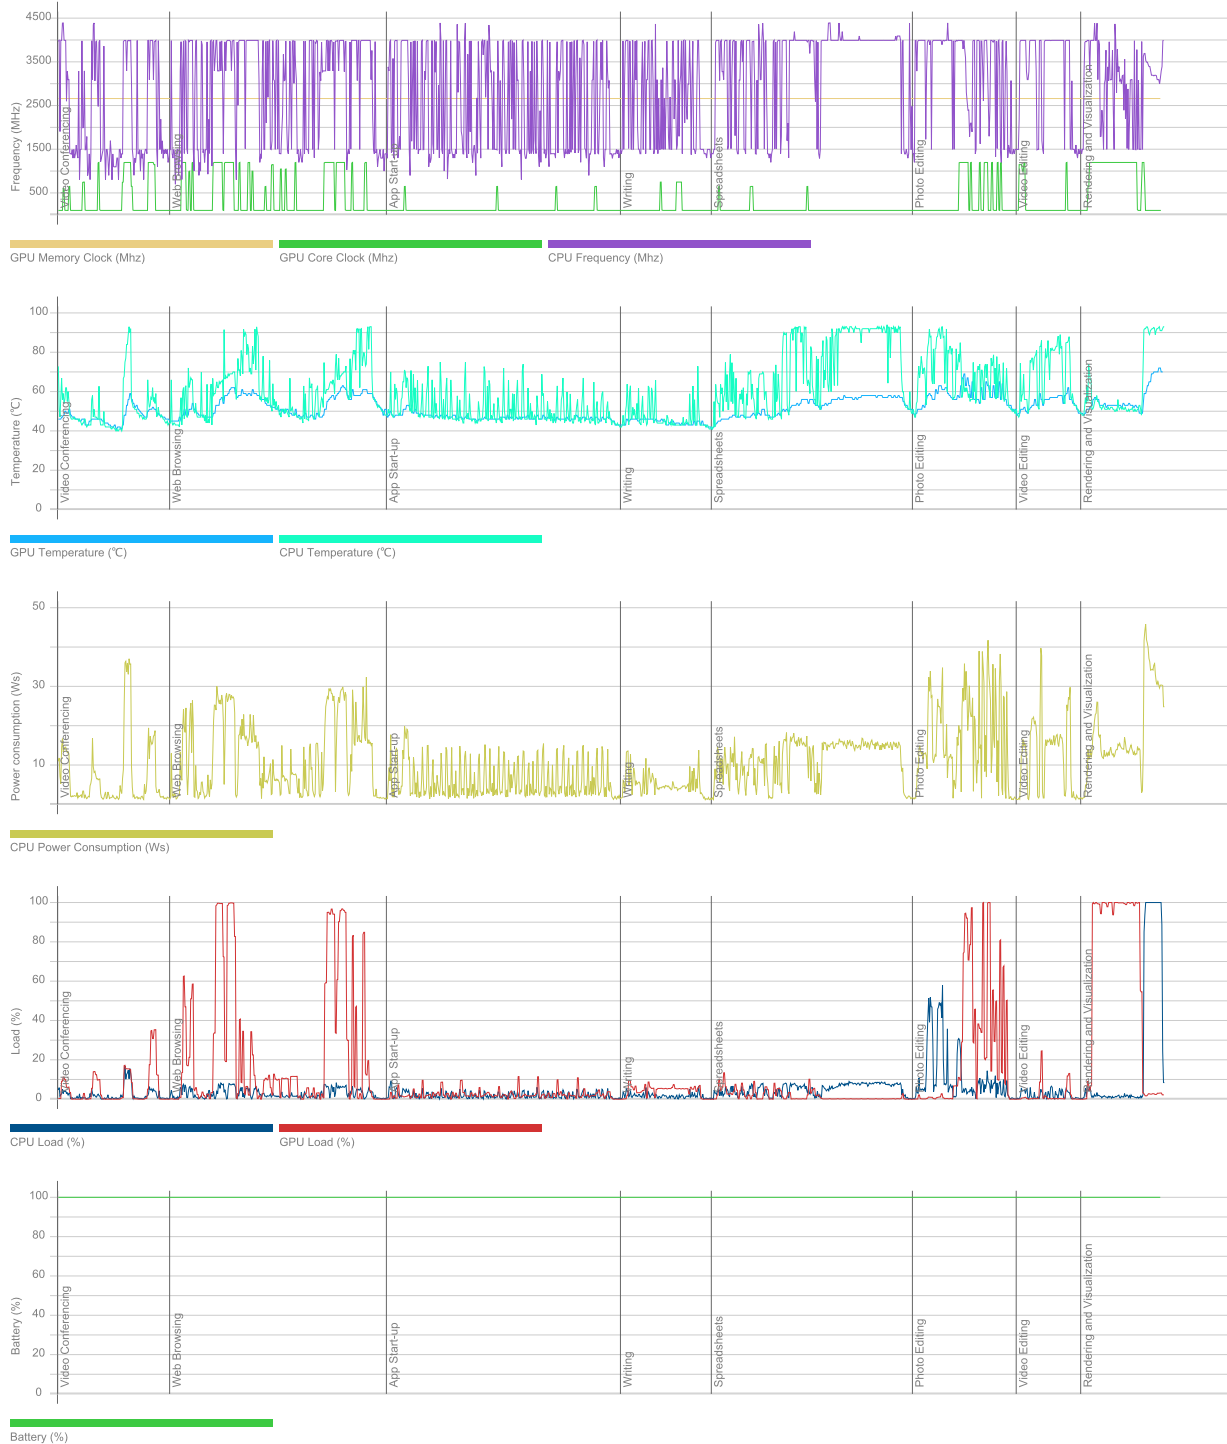 4500
3500
2500
1500
500
Frequency (MHz)
Video Conferencing
Web Browsing
App Start-up
Writing
Spreadsheets
Photo Editing
Video Editing
Rendering and Visualization
GPU Memory Clock (Mhz)
GPU Core Clock (Mhz)
CPU Frequency (Mhz)
100
80
60
40
20
0
Temperature (℃)
Video Conferencing
Web Browsing
App Start-up
Writing
Spreadsheets
Photo Editing
Video Editing
Rendering and Visualization
GPU Temperature (℃)
CPU Temperature (℃)
50
30
10
Power consumption (Ws)
Video Conferencing
Web Browsing
App Start-up
Writing
Spreadsheets
Photo Editing
Video Editing
Rendering and Visualization
CPU Power Consumption (Ws)
100
80
60
40
20
0
Load (%)
Video Conferencing
Web Browsing
App Start-up
Writing
Spreadsheets
Photo Editing
Video Editing
Rendering and Visualization
CPU Load (%)
GPU Load (%)
100
80
60
40
20
0
Battery (%)
Video Conferencing
Web Browsing
App Start-up
Writing
Spreadsheets
Photo Editing
Video Editing
Rendering and Visualization
Battery (%)